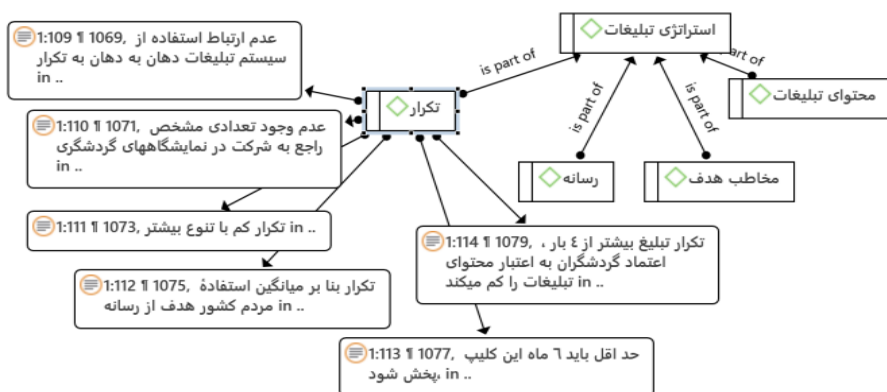 استراتژی تبلیغات
is part of
is part of
is part of
art of
محتوای تبلیغات
مخاطب هدف
رسانه
تکرار
1:109 ¶ 1069, عدم ارتباط استفاده از
سیستم تبلیغات دهان به دهان به تکرار
in ..
1:110 ¶ 1071, عدم وجود تعدادی مشخص
راجع به شرکت در نمایشگاههای گردشگری
in ..
1:111 ¶ 1073, تکرار کم با تنوع بیشتر in ..
1:112 ¶ 1075, تکرار بنا بر میانگین استفادهٔ
مردم کشور هدف از رسانه in ..
1:114 ¶ 1079, تکرار تبلیغ بیشتر از ٤ بار ،
اعتماد گردشگران به اعتبار محتوای
تبلیغات را کم میکند in ..
1:113 ¶ 1077, حد اقل باید ٦ ماه این کلیپ
پخش شود، in ..